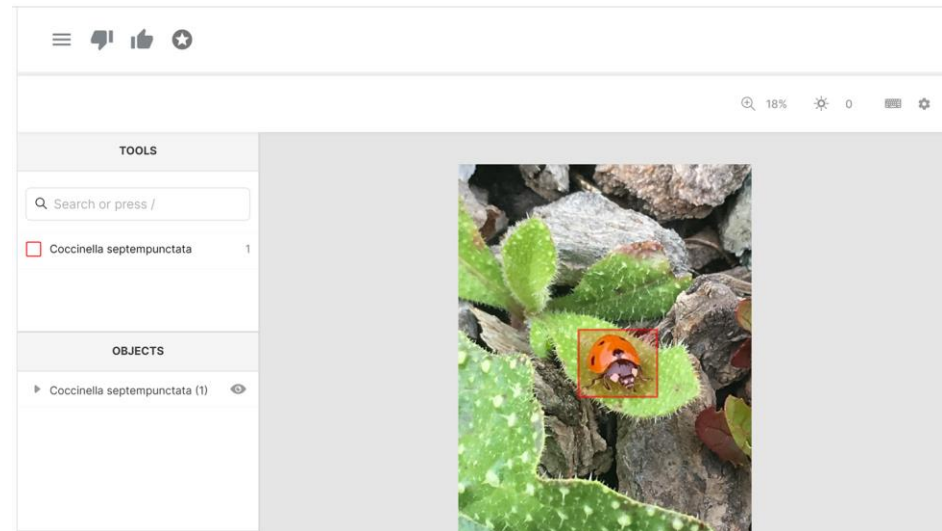 18% 0
TOOLS
Search or press /
Coccinella septempunctata 1
OBJECTS
Coccinella septempunctata (1)